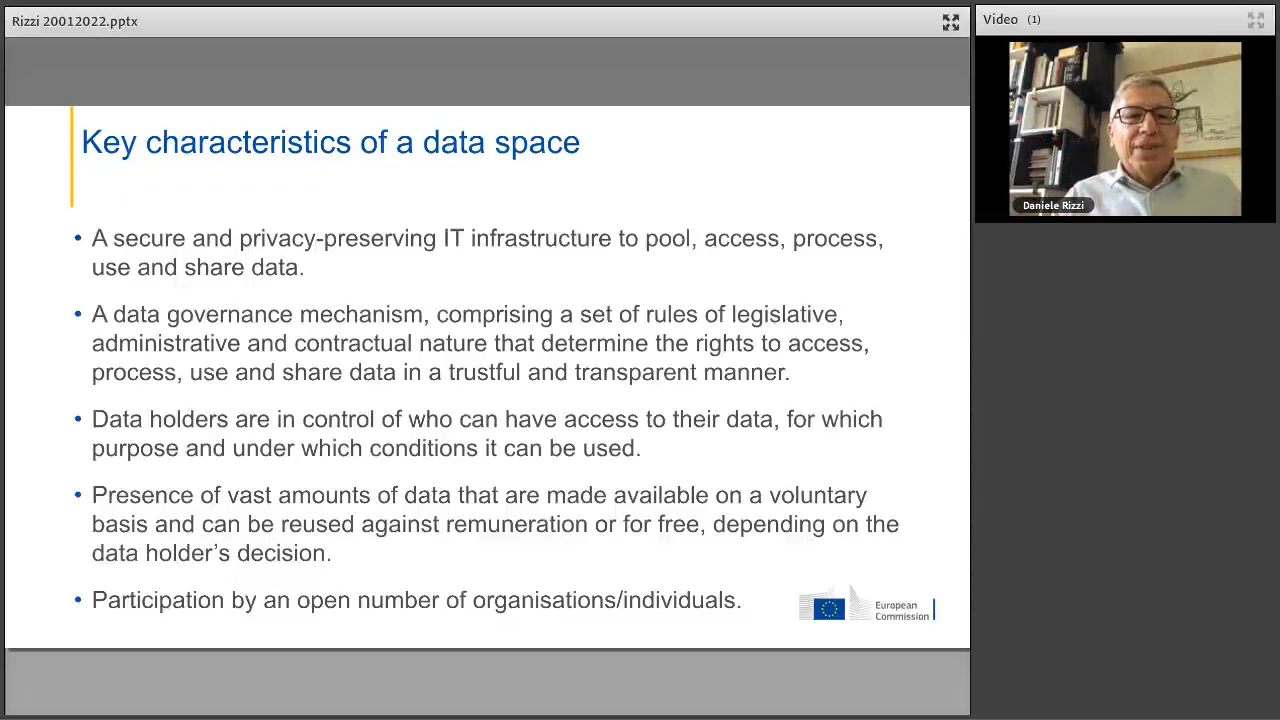 Rizzi 20012022.pptx
Video (1)
Daniele Rizzi
Key characteristics of a data space
• A secure and privacy-preserving IT infrastructure to pool, access, process,
use and share data.
• A data governance mechanism, comprising a set of rules of legislative,
administrative and contractual nature that determine the rights to access,
process, use and share data in a trustful and transparent manner.
• Data holders are in control of who can have access to their data, for which
purpose and under which conditions it can be used.
• Presence of vast amounts of data that are made available on a voluntary
basis and can be reused against remuneration or for free, depending on the
data holder’s decision.
• Participation by an open number of organisations/individuals.
European
Commission